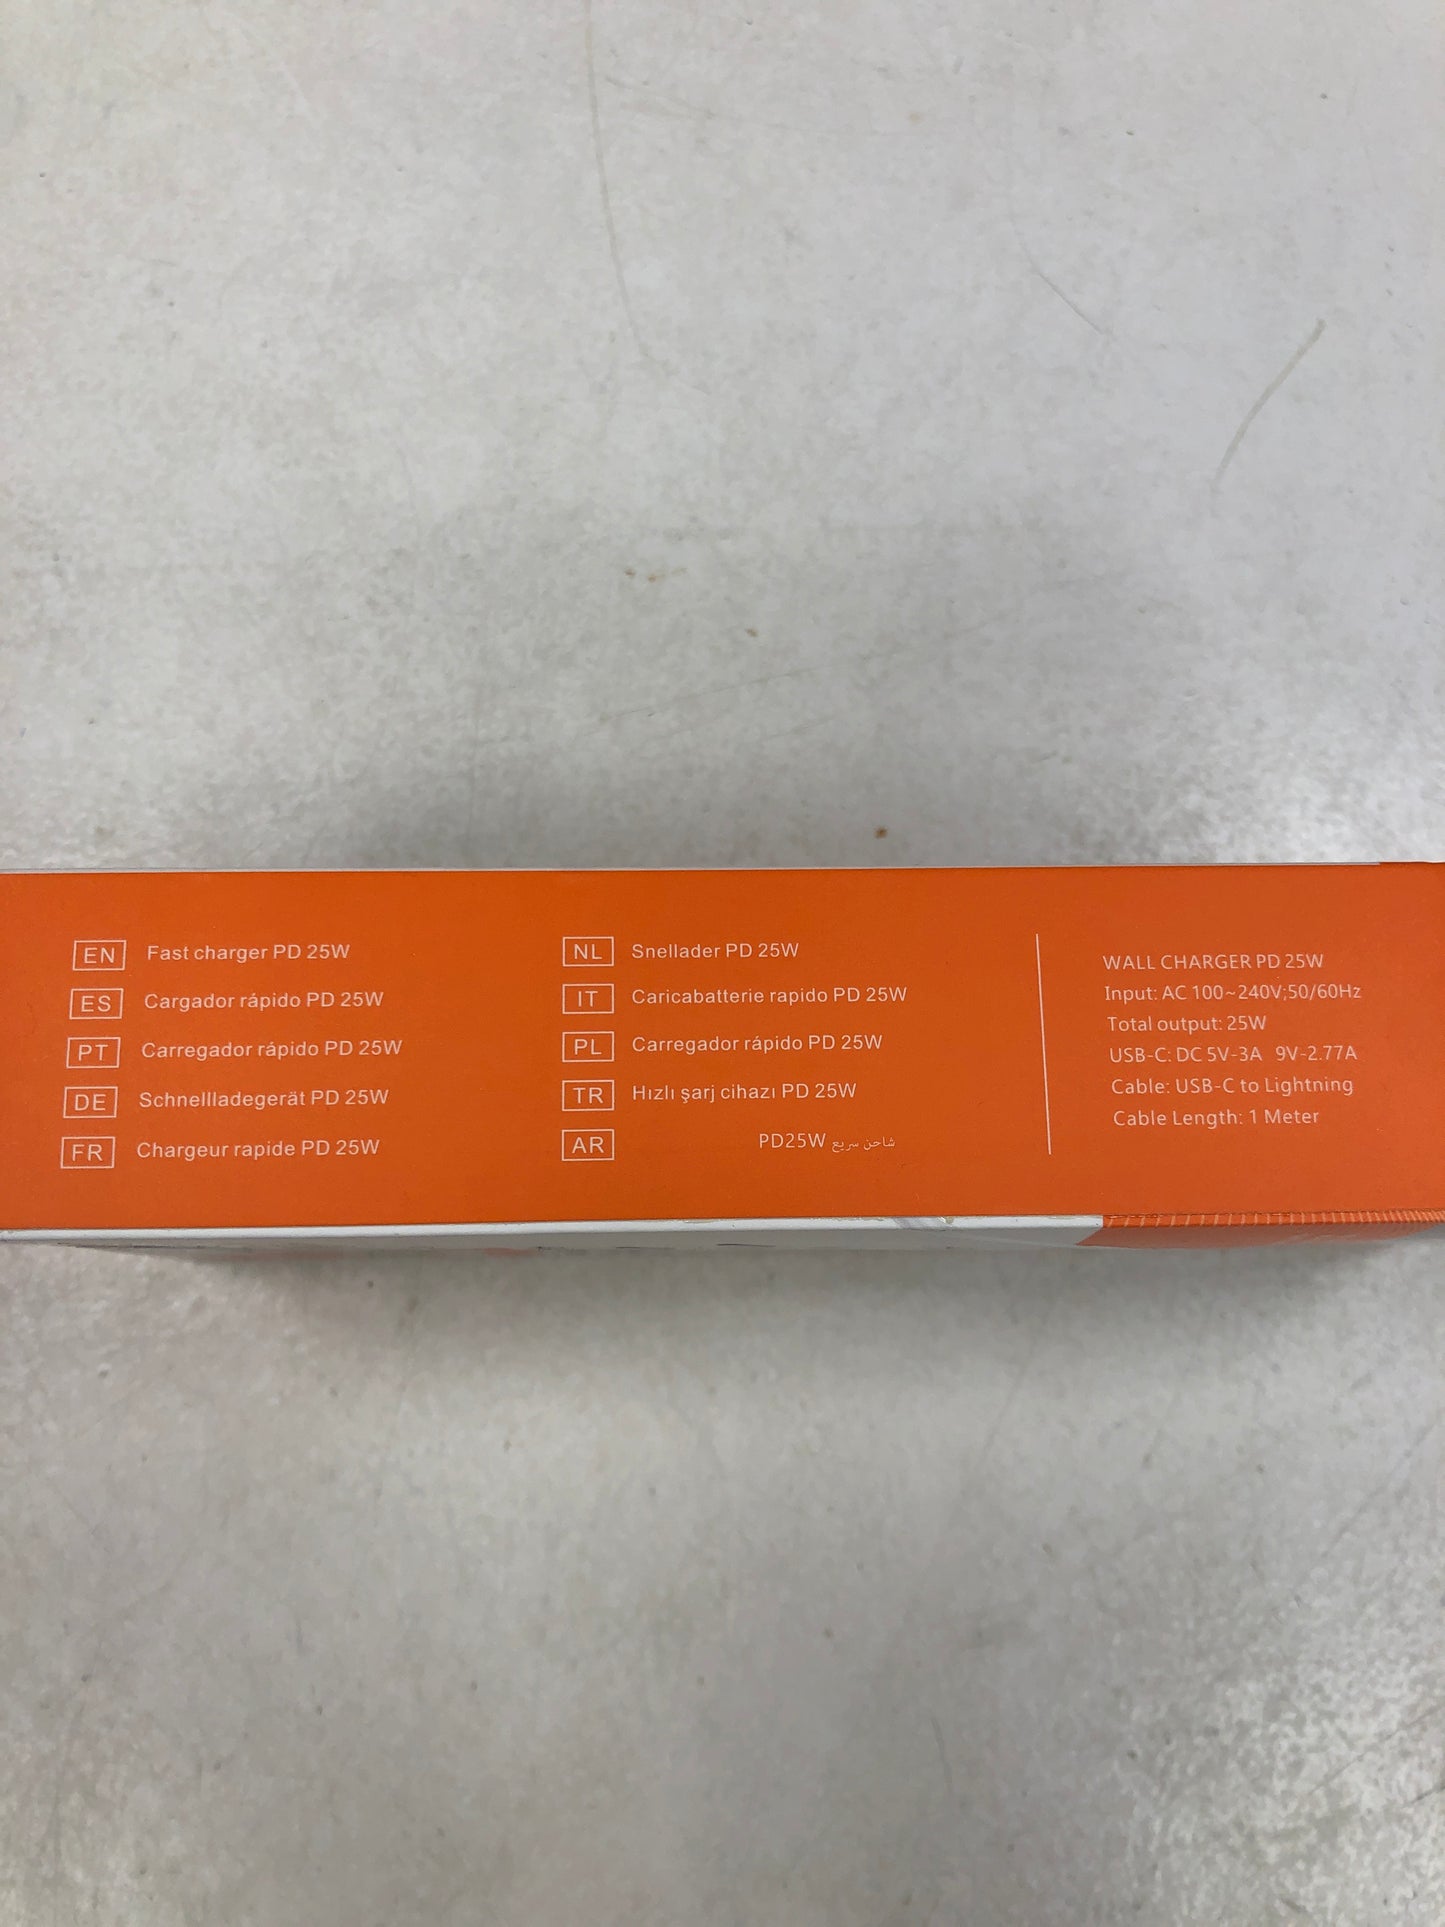 EN Fast charger PD 25W
ES Cargador rápido PD 25W
PT Carregador rápido PD 25W
DE Schnellladegerät PD 25W
FR Chargeur rapide PD 25W
NL Snellader PD 25W
IT Caricabatterie rapido PD 25W
PL Carregador rápido PD 25W
TR Hızlı şarj cihazı PD 25W
AR PD25W شاحن سريع
WALL CHARGER PD 25W
Input: AC 100~240V;50/60Hz
Total output: 25W
USB-C: DC 5V-3A 9V-2.77A
Cable: USB-C to Lightning
Cable Length: 1 Meter